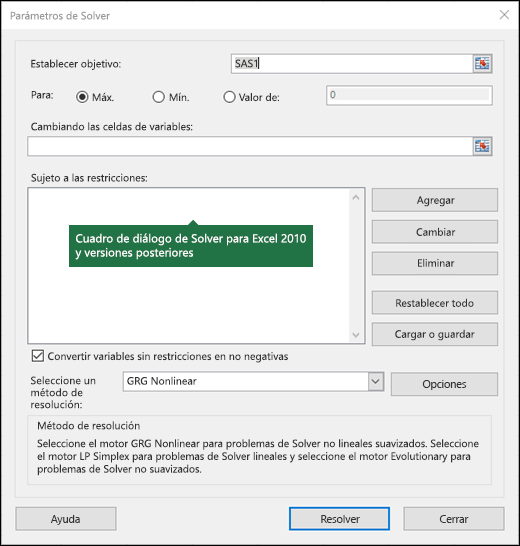 Parámetros de Solver
Establecer objetivo:
SAS1
Para:
Máx.
Mín.
Valor de:
0
Cambiando las celdas de variables:
Sujeto a las restricciones:
Agregar
Cuadro de diálogo de Solver para Excel 2010
y versiones posteriores
Cambiar
Eliminar
Restablecer todo
Cargar o guardar
Convertir variables sin restricciones en no negativas
Seleccione un
método de
resolución:
GRG Nonlinear
Opciones
Método de resolución
Seleccione el motor GRG Nonlinear para problemas de Solver no lineales suavizados. Seleccione
el motor LP Simplex para problemas de Solver lineales y seleccione el motor Evolutionary para
problemas de Solver no suavizados.
Ayuda
Resolver
Cerrar